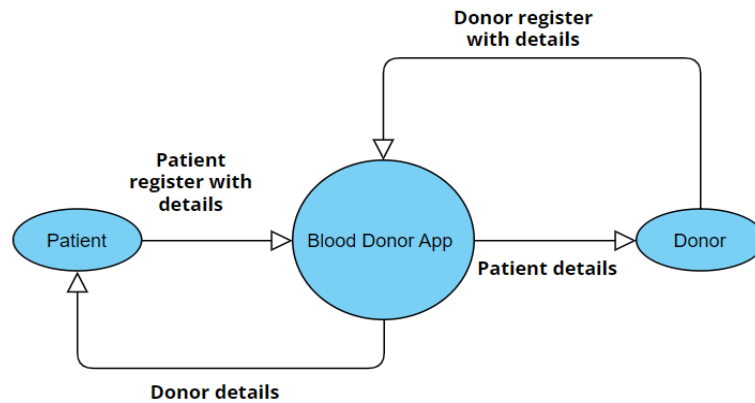 Donor register
with details
Patient
register with
details
Patient
Blood Donor App
Donor
Patient details
Donor details